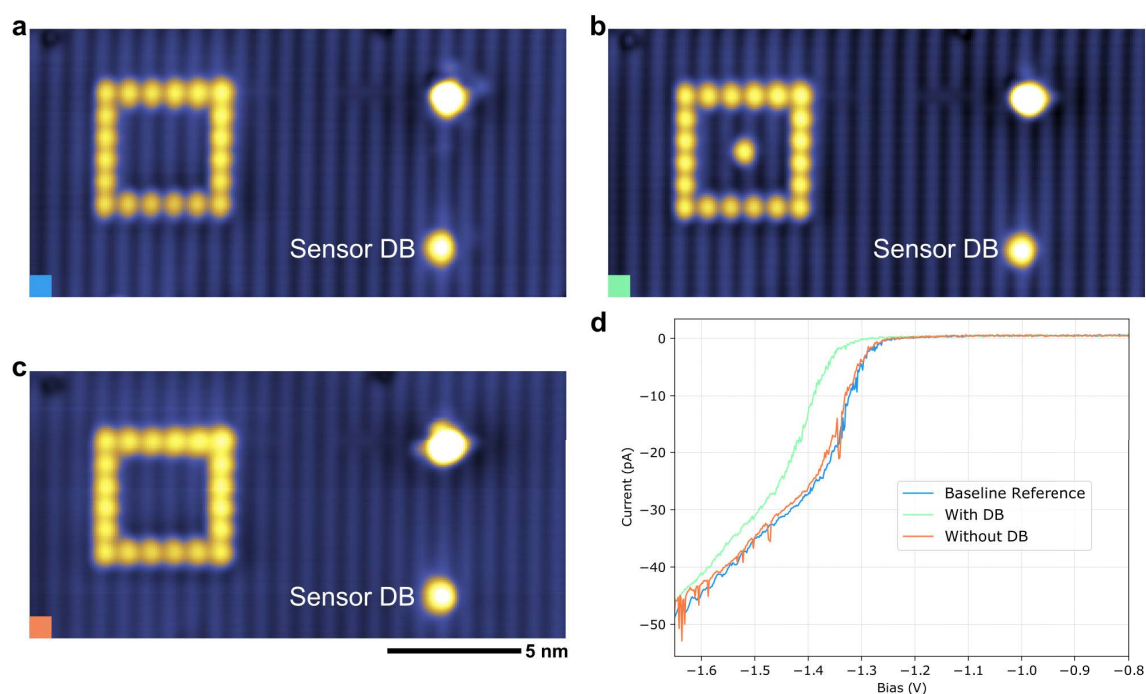 a
Sensor DB
b
Sensor DB
c
Sensor DB
5 nm
d
0
−10
−20
−30
−40
−50
Current (pA)
Baseline Reference
With DB
Without DB
−1.6
−1.5
−1.4
−1.3
−1.2
−1.1
−1.0
−0.9
−0.8
Bias (V)